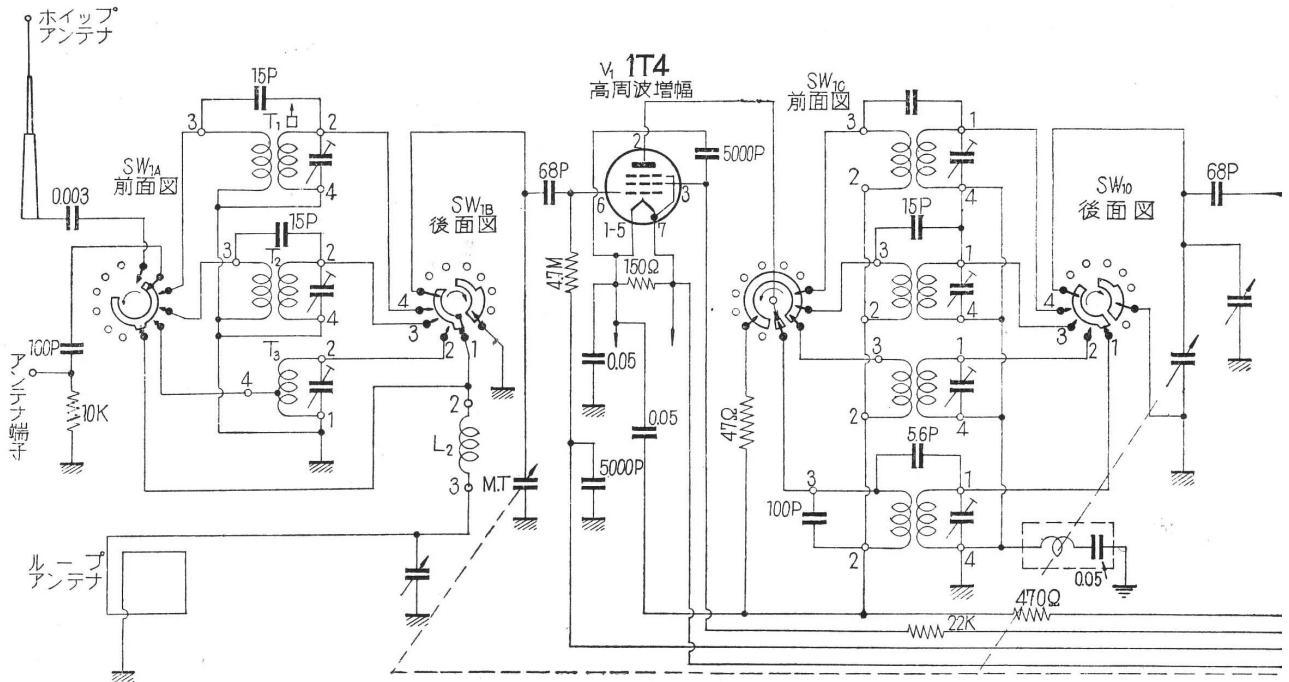 ホイップ
アンテナ
0.003
SW1A
前面図
15P
T1 ロ
3
2
4
15P
T2
3
2
4
T3
4
2
1
100P
アンテナ端子
10K
SW1B
後面図
4
3
2
1
2
L2
3
M.T
ループ
アンテナ
V1 1T4
高周波増幅
68P
2
6
3
1-5
7
5000P
4.7M
150Ω
0.05
0.05
5000P
47Ω
SW1C
前面図
3
1
2
4
15P
3
1
2
4
3
1
2
4
5.6P
3
1
100P
2
4
SW1D
後面図
4
3
2
1
68P
0.05
470Ω
22K